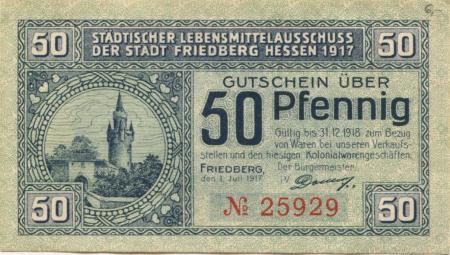 6,-
STÄDTISCHER LEBENSMITTELAUSSCHUSS
DER STADT FRIEDBERG HESSEN 1917
50
50
GUTSCHEIN ÜBER
50 Pfennig
Gültig bis 31.12.1918 zum Bezug
von Waren bei unseren Verkaufs-
stellen und den hiesigen Kolonialwarengeschäften.
FRIEDBERG,
den 1. Juli 1917.
Der Bürgermeister:
I.V.
№ 25929
50
50